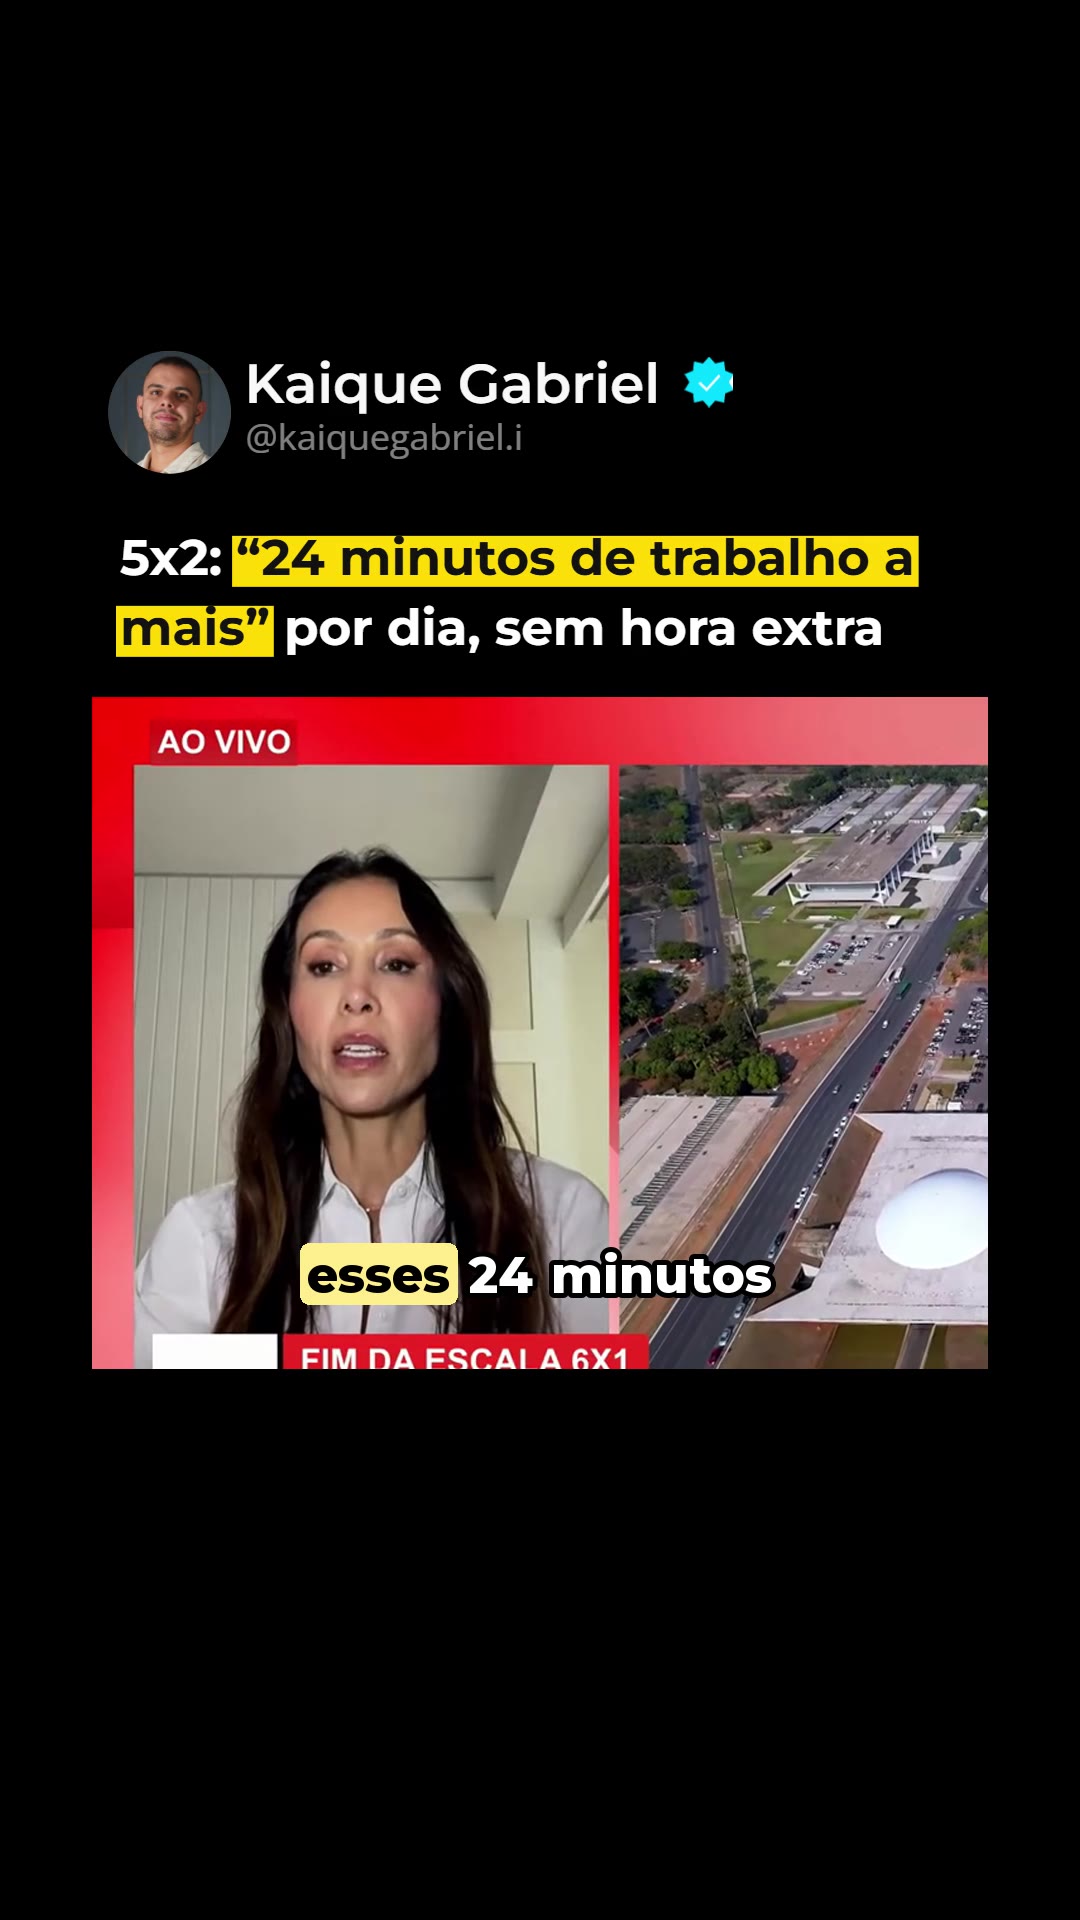 Kaique Gabriel
@kaiquegabriel.i
5x2: “24 minutos de trabalho a
mais” por dia, sem hora extra
AO VIVO
esses 24 minutos
FIM DA ESCALA 6X1